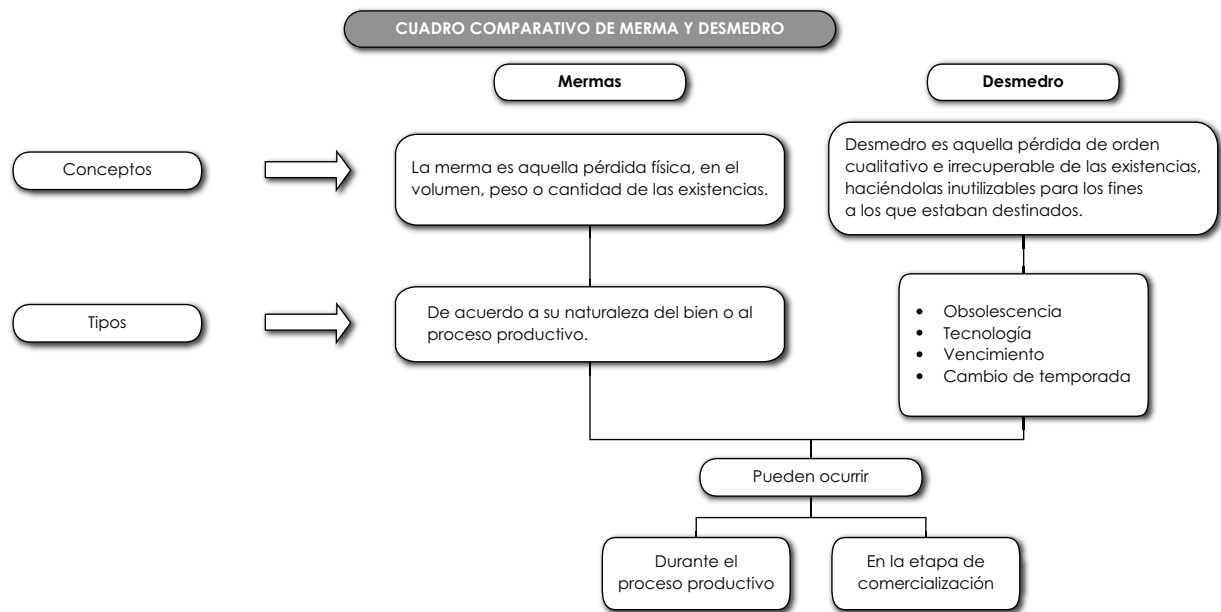 CUADRO COMPARATIVO DE MERMA Y DESMEDRO
Mermas
Desmedro
Conceptos
La merma es aquella pérdida física, en el
volumen, peso o cantidad de las existencias.
Desmedro es aquella pérdida de orden
cualitativo e irrecuperable de las existencias,
haciéndolas inutilizables para los fines
a los que estaban destinados.
Tipos
De acuerdo a su naturaleza del bien o al
proceso productivo.
• Obsolescencia
• Tecnología
• Vencimiento
• Cambio de temporada
Pueden ocurrir
Durante el
proceso productivo
En la etapa de
comercialización